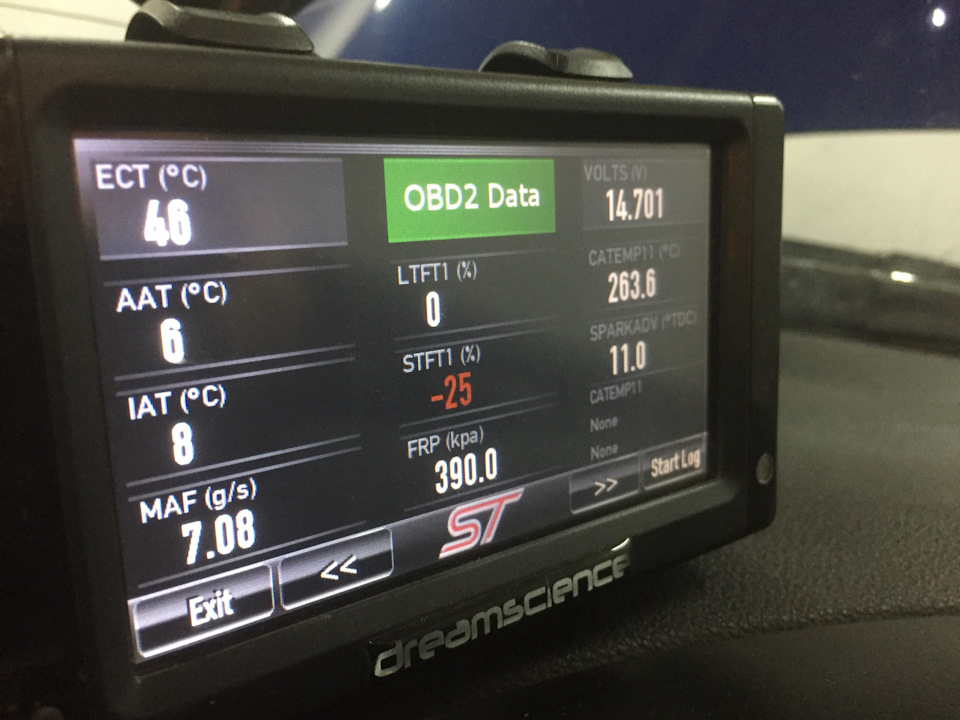 ECT (°C)
46
AAT (°C)
6
IAT (°C)
8
MAF (g/s)
7.08
OBD2 Data
LTFT1 (%)
0
STFT1 (%)
-25
FRP (kpa)
390.0
VOLTS (V)
14.701
CATEMP11 (°C)
263.6
SPARKADV (°TDC)
11.0
CATEMP11
None
None
Exit
<<
ST
>>
Start Log
dreamscience